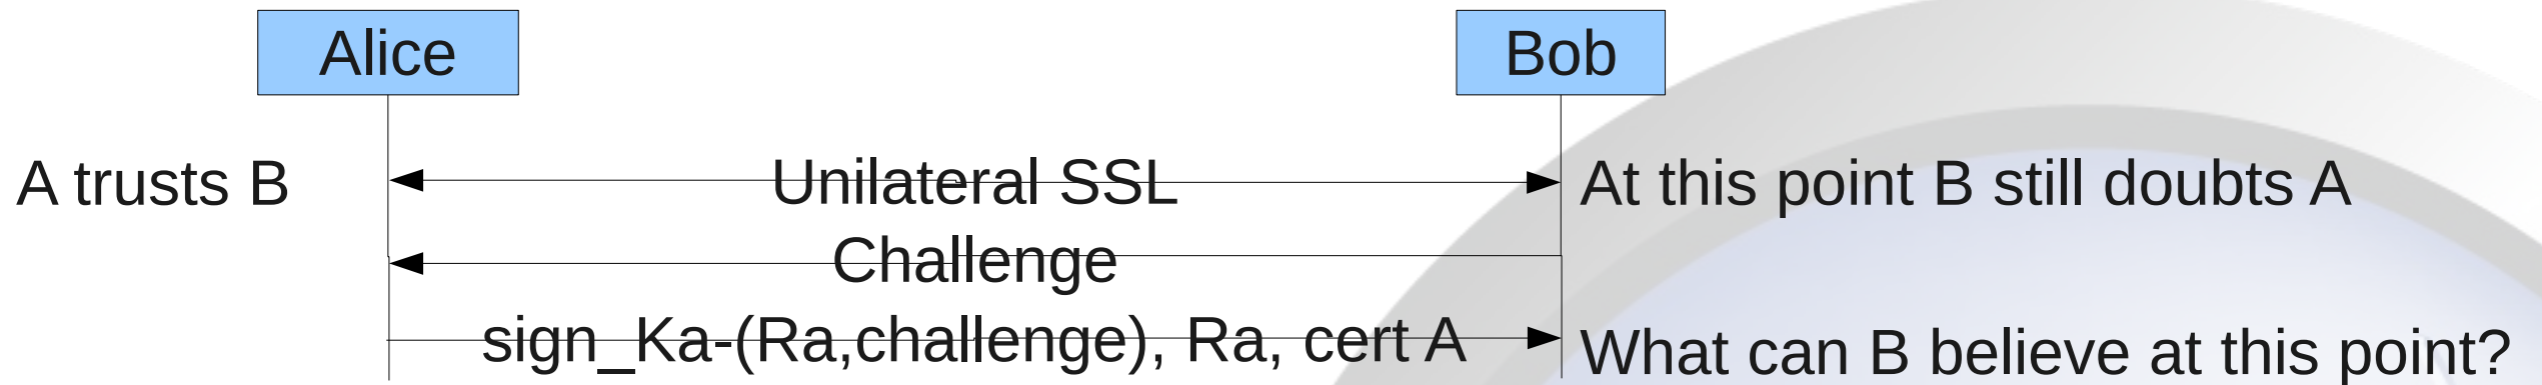 Alice
Bob
A trusts B
Unilateral SSL
At this point B still doubts A
Challenge
sign_Ka-(Ra,challenge), Ra, cert A
What can B believe at this point?